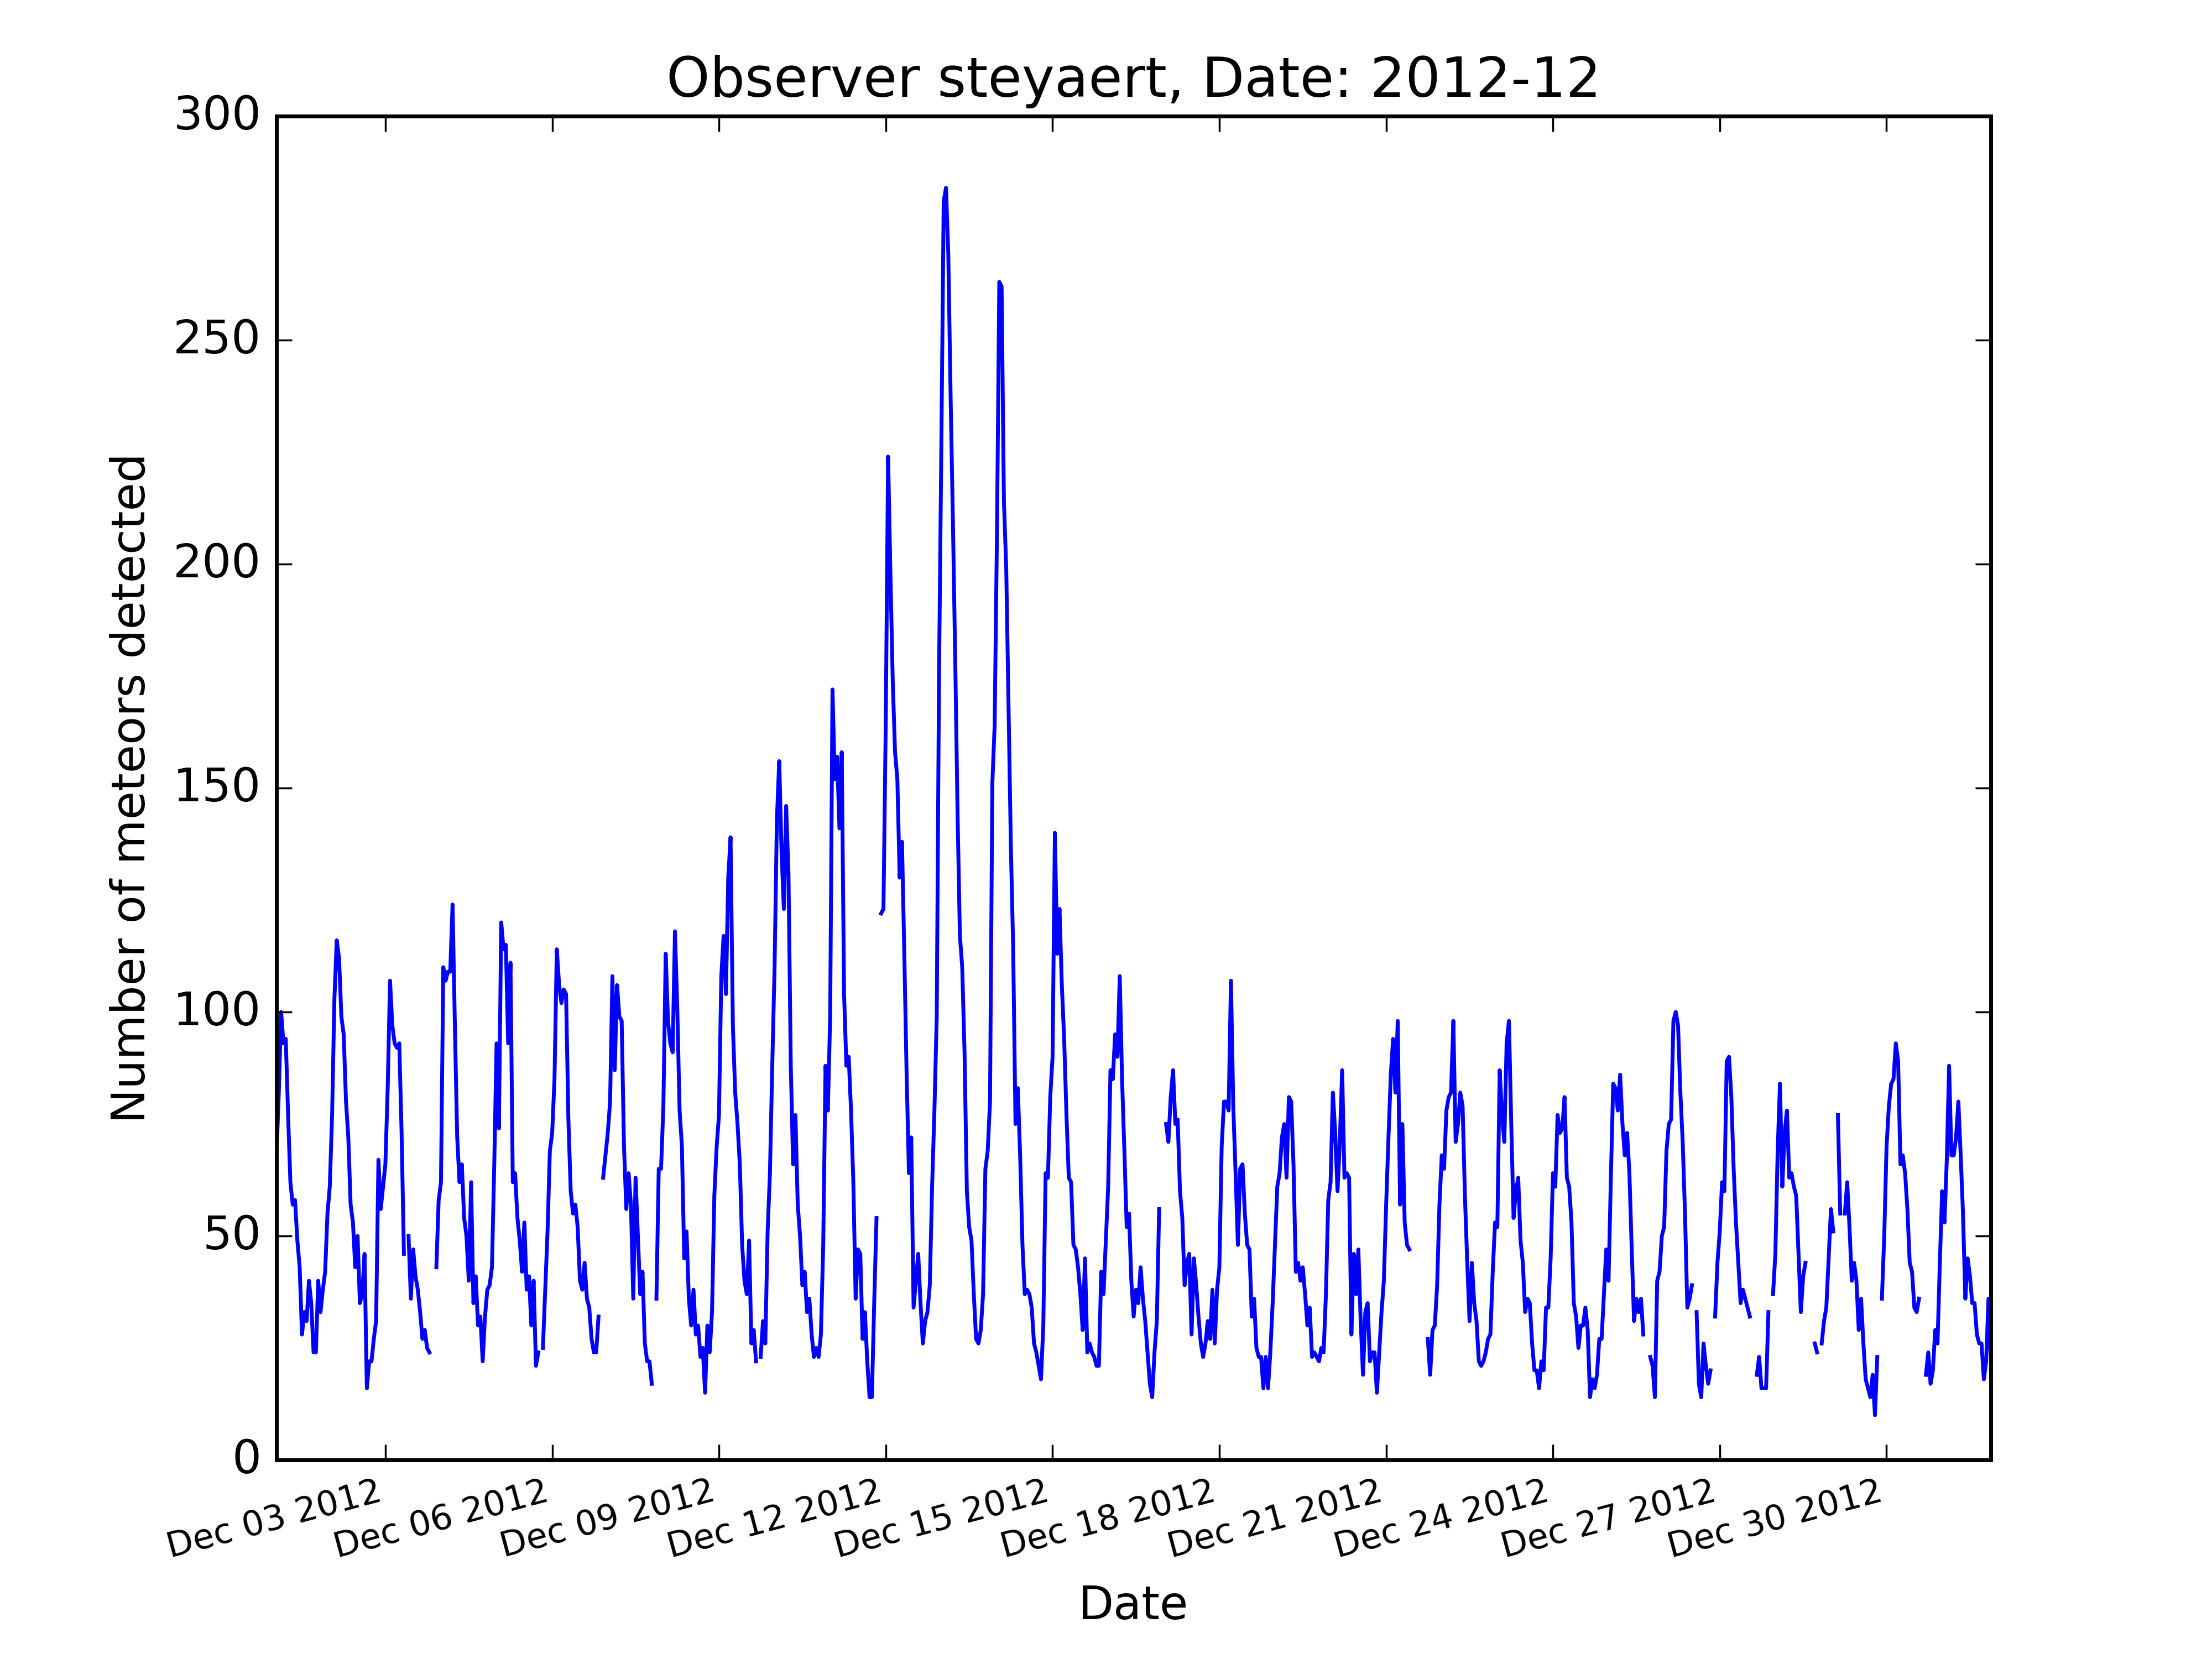 Observer steyaert, Date: 2012-12
300
250
200
150
100
50
0
Number of meteors detected
Dec 03 2012
Dec 06 2012
Dec 09 2012
Dec 12 2012
Dec 15 2012
Dec 18 2012
Dec 21 2012
Dec 24 2012
Dec 27 2012
Dec 30 2012
Date